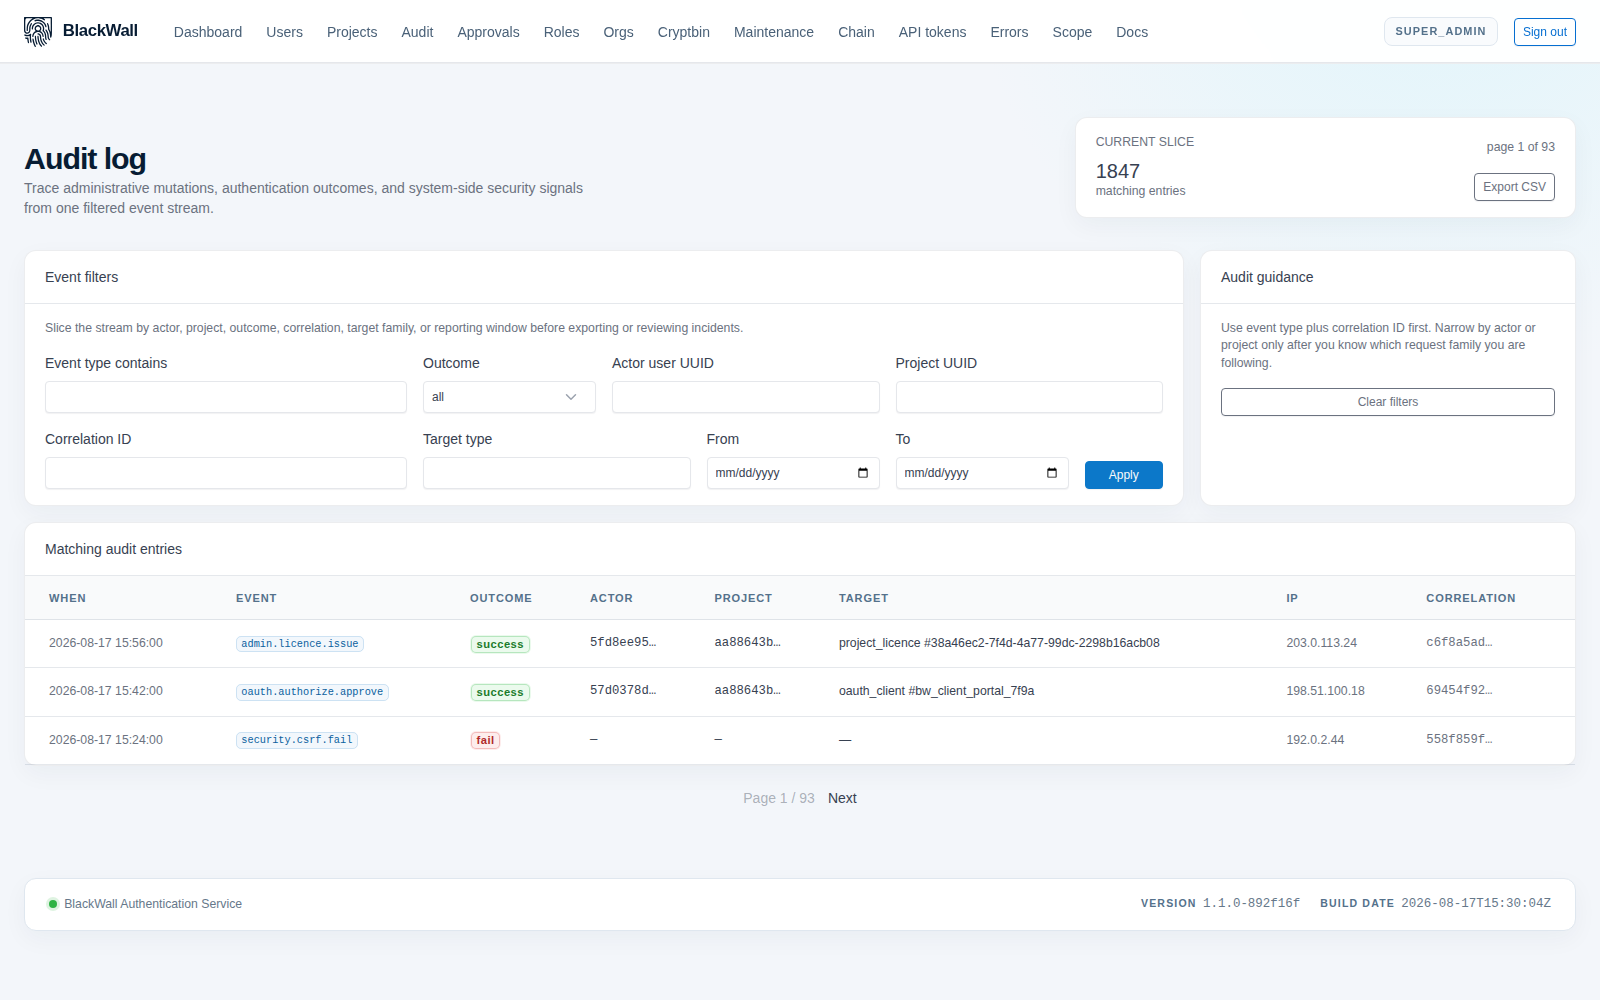 BlackWall Dashboard Users Projects Audit Approvals Roles Orgs Cryptbin Maintenance Chain API tokens Errors Scope Docs SUPER_ADMIN Sign out
Audit log
Trace administrative mutations, authentication outcomes, and system-side security signals
from one filtered event stream.
CURRENT SLICE
1847
matching entries
page 1 of 93
Export CSV
Event filters
Slice the stream by actor, project, outcome, correlation, target family, or reporting window before exporting or reviewing incidents.
Event type contains Outcome Actor user UUID Project UUID
all
Correlation ID Target type From To
mm/dd/yyyy mm/dd/yyyy Apply
Audit guidance
Use event type plus correlation ID first. Narrow by actor or
project only after you know which request family you are
following.
Clear filters
Matching audit entries
WHEN EVENT OUTCOME ACTOR PROJECT TARGET IP CORRELATION
2026-08-17 15:56:00 admin.licence.issue success 5fd8ee95… aa88643b… project_licence #38a46ec2-7f4d-4a77-99dc-2298b16acb08 203.0.113.24 c6f8a5ad…
2026-08-17 15:42:00 oauth.authorize.approve success 57d0378d… aa88643b… oauth_client #bw_client_portal_7f9a 198.51.100.18 69454f92…
2026-08-17 15:24:00 security.csrf.fail fail — — — 192.0.2.44 558f859f…
Page 1 / 93 Next
BlackWall Authentication Service VERSION 1.1.0-892f16f BUILD DATE 2026-08-17T15:30:04Z